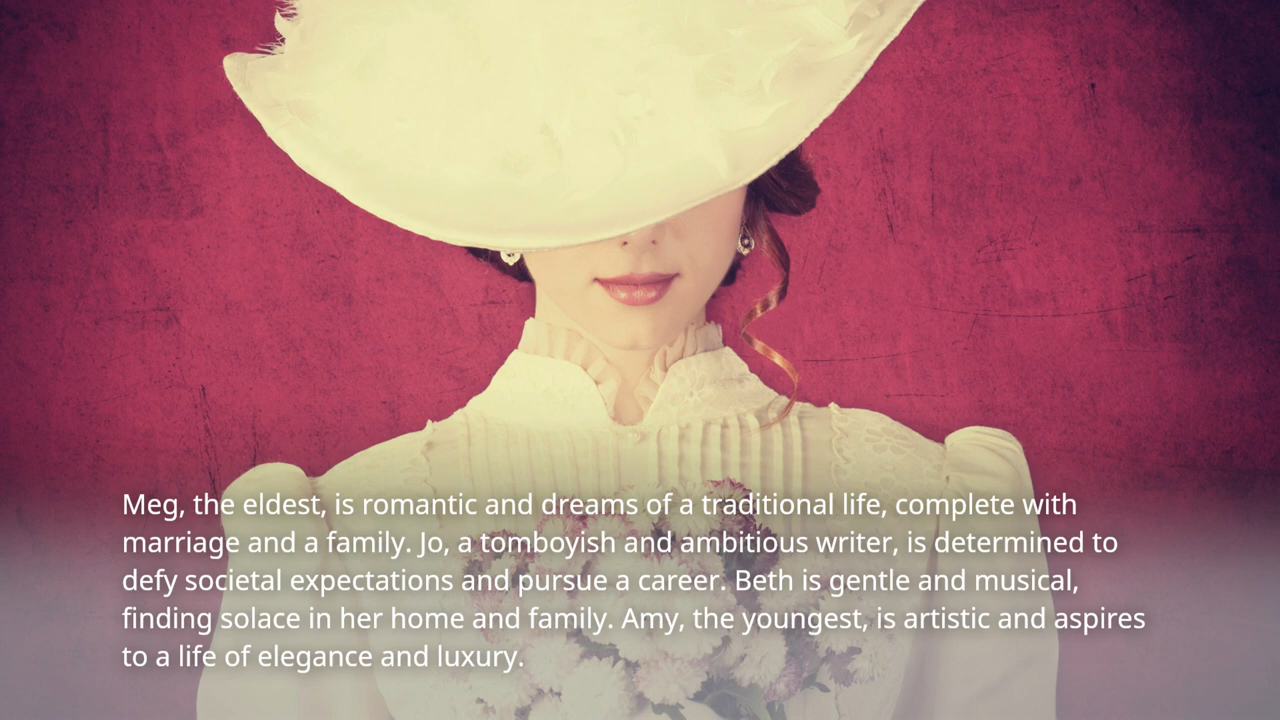 Meg, the eldest, is romantic and dreams of a traditional life, complete with
marriage and a family. Jo, a tomboyish and ambitious writer, is determined to
defy societal expectations and pursue a career. Beth is gentle and musical,
finding solace in her home and family. Amy, the youngest, is artistic and aspires
to a life of elegance and luxury.